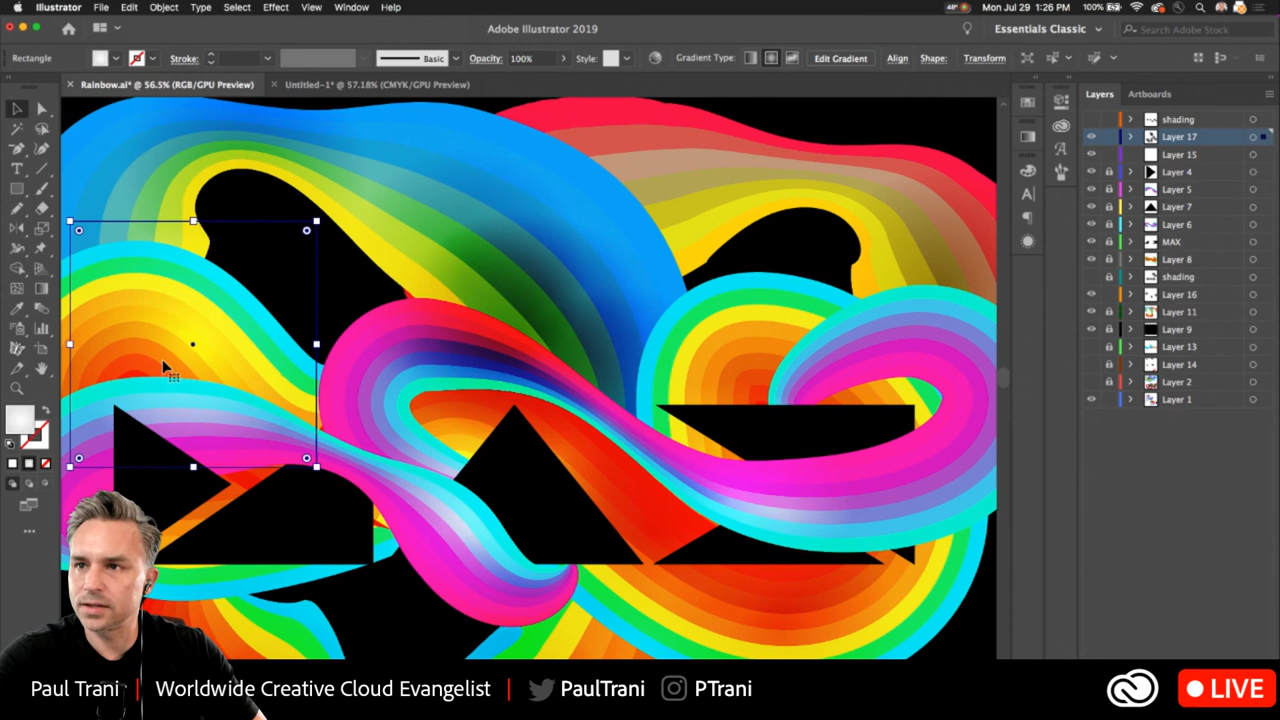 Illustrator File Edit Object Type Select Effect View Window Help
Mon Jul 29 1:26 PM 100%
Adobe Illustrator 2019
Essentials Classic
Search Adobe Stock
Rectangle Stroke: Basic Opacity: 100% Style: Gradient Type: Edit Gradient Align Shape: Transform
× Rainbow.ai* @ 56.5% (RGB/GPU Preview) × Untitled-1* @ 57.18% (CMYK/GPU Preview)
Layers Artboards
shading
Layer 17
Layer 15
Layer 4
Layer 5
Layer 7
Layer 6
MAX
Layer 8
shading
Layer 16
Layer 11
Layer 9
Layer 13
Layer 14
Layer 2
Layer 1
Paul Trani | Worldwide Creative Cloud Evangelist | PaulTrani PTrani
LIVE